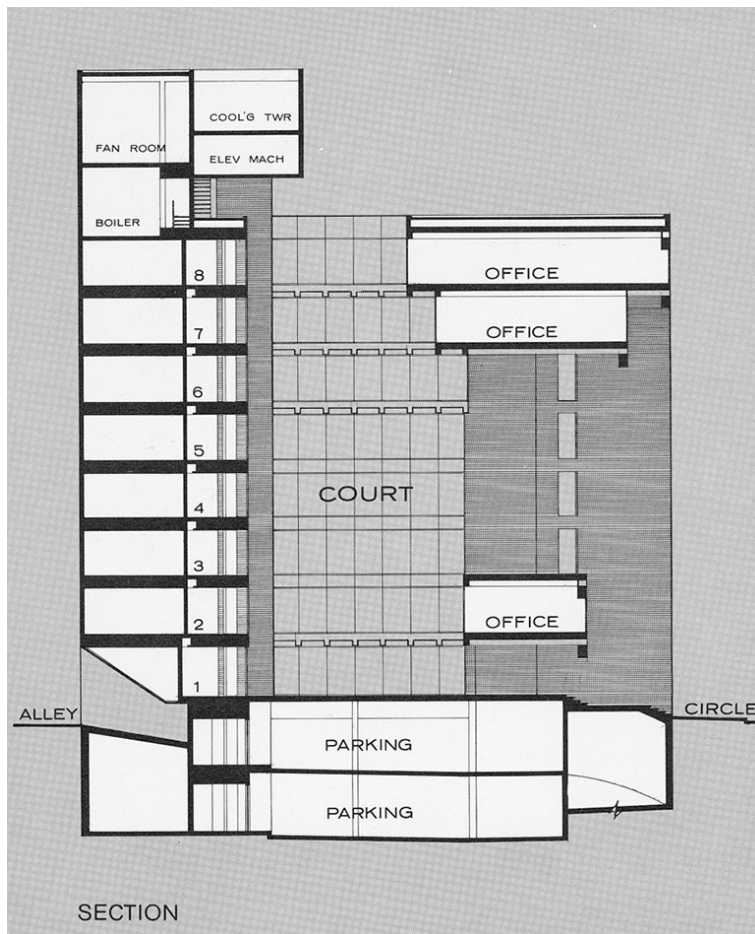 COOL'G TWR
FAN ROOM
ELEV MACH
BOILER
8
OFFICE
7
OFFICE
6
5
COURT
4
3
2
OFFICE
1
ALLEY
CIRCLE
PARKING
PARKING
SECTION